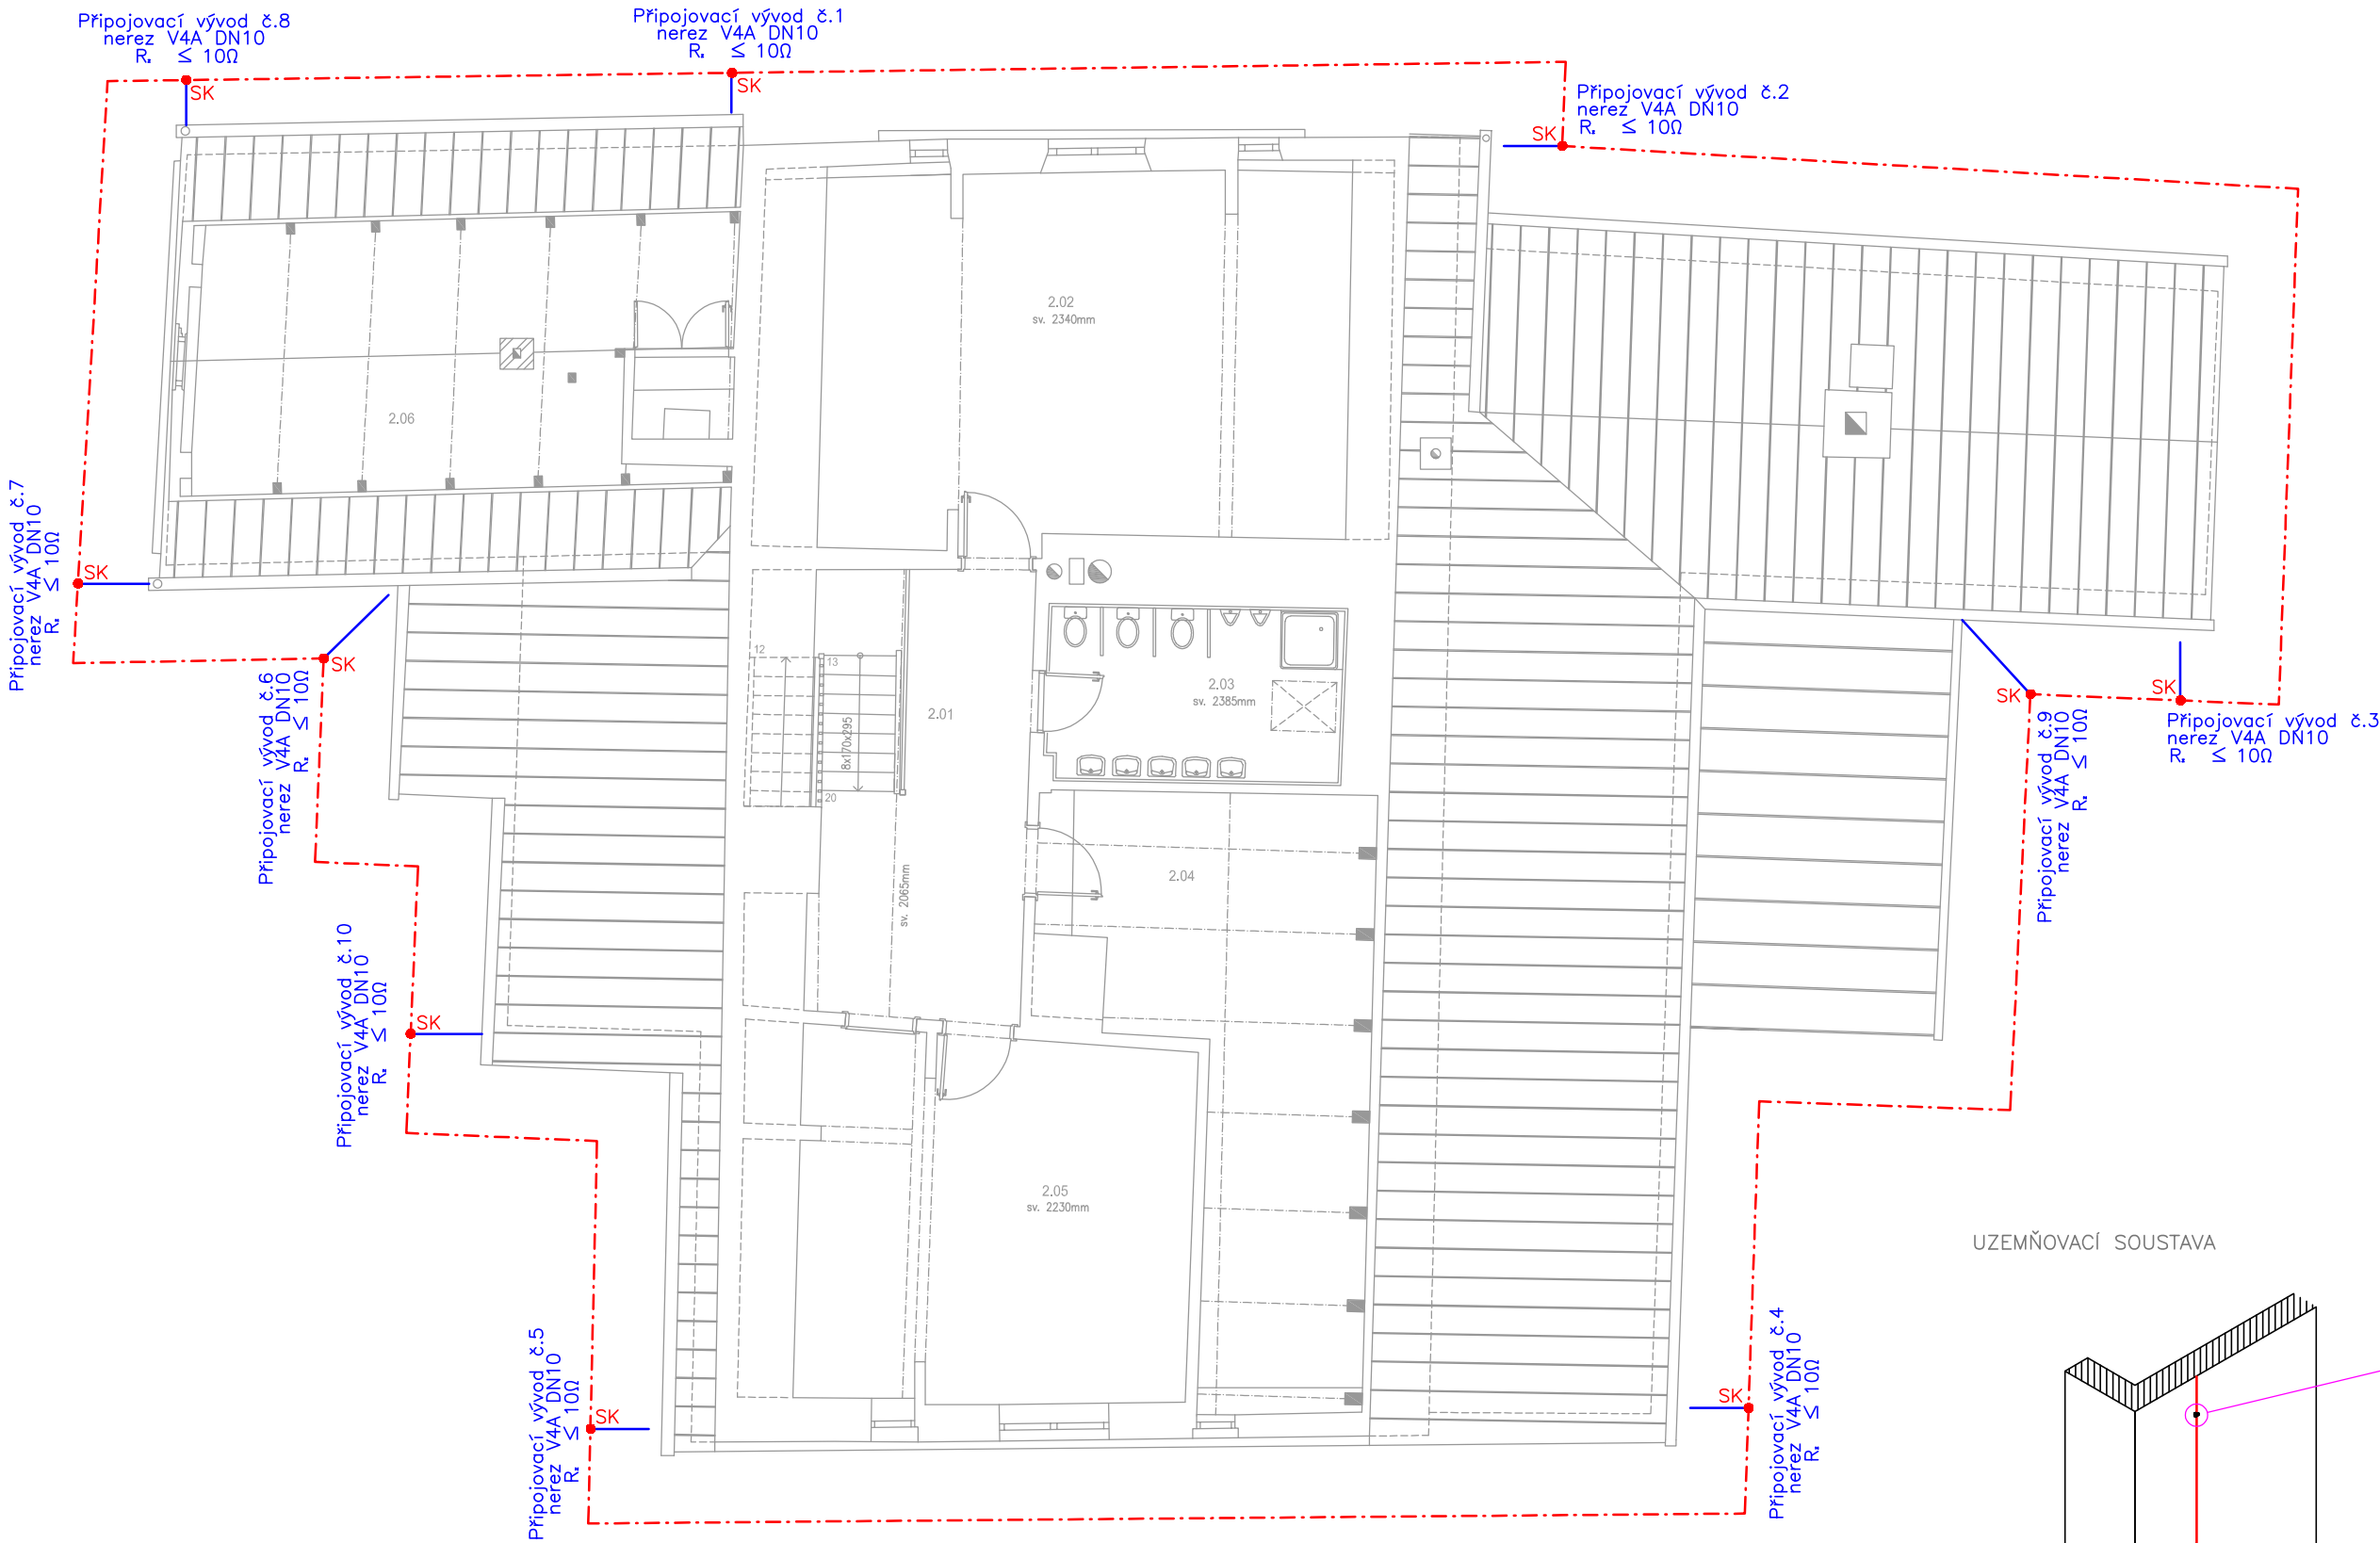 Připojovací vývod č.8
nerez V4A DN10
R. ≤ 10Ω
SK
Připojovací vývod č.1
nerez V4A DN10
R. ≤ 10Ω
SK
Připojovací vývod č.2
nerez V4A DN10
R. ≤ 10Ω
SK
2.02
sv. 2340mm
2.06
Připojovací vývod č.7
nerez V4A DN10
R. ≤ 10Ω
SK
Připojovací vývod č.6
nerez V4A DN10
R. ≤ 10Ω
SK
12
13
8x170x295
20
2.01
sv. 2065mm
2.03
sv. 2385mm
2.04
SK
Připojovací vývod č.9
nerez V4A DN10
R. ≤ 10Ω
SK
Připojovací vývod č.3
nerez V4A DN10
R. ≤ 10Ω
Připojovací vývod č.10
nerez V4A DN10
R. ≤ 10Ω
SK
2.05
sv. 2230mm
UZEMŇOVACÍ SOUSTAVA
Připojovací vývod č.5
nerez V4A DN10
R. ≤ 10Ω
SK
SK
Připojovací vývod č.4
nerez V4A DN10
R. ≤ 10Ω